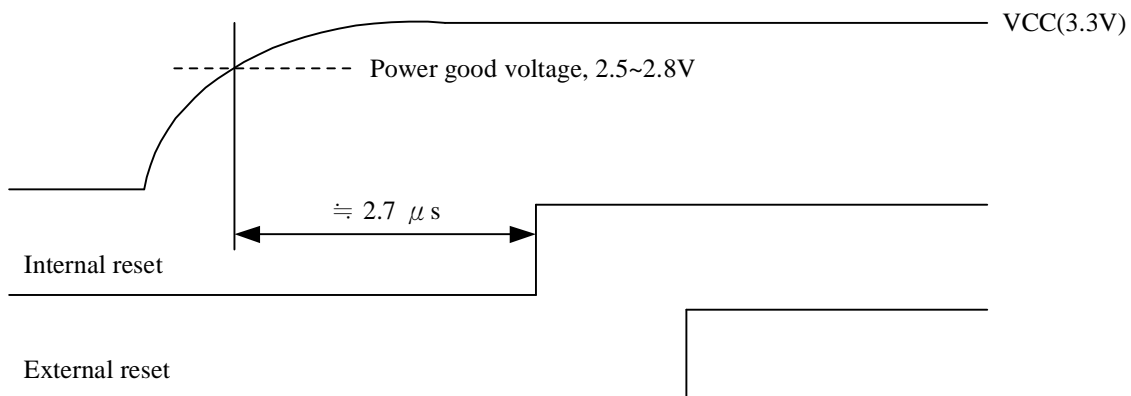 VCC(3.3V)
Power good voltage, 2.5~2.8V
≒ 2.7 μs
Internal reset
External reset